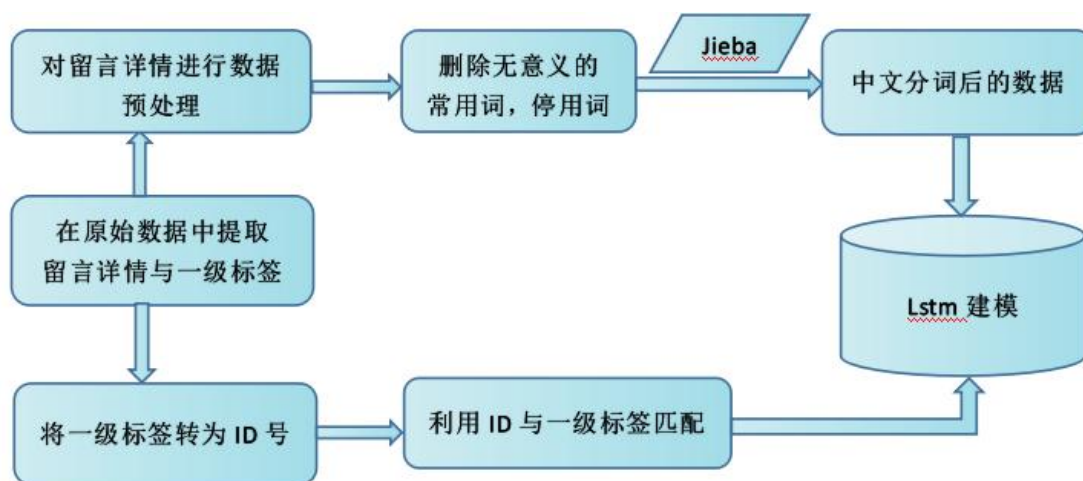 对留言详情进行数据
预处理
删除无意义的
常用词，停用词
Jieba
中文分词后的数据
在原始数据中提取
留言详情与一级标签
Lstm 建模
将一级标签转为 ID 号
利用 ID 与一级标签匹配